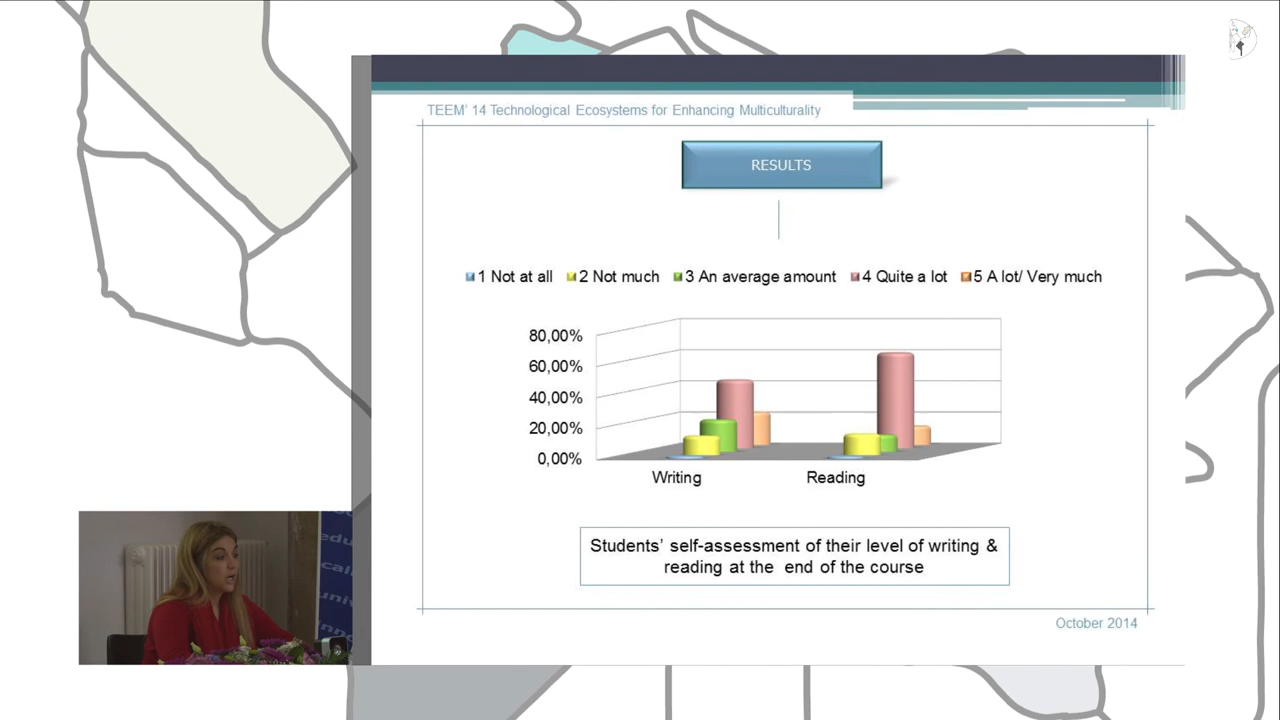 TEEM' 14 Technological Ecosystems for Enhancing Multiculturality
RESULTS
1 Not at all 2 Not much 3 An average amount 4 Quite a lot 5 A lot/ Very much
80,00%
60,00%
40,00%
20,00%
0,00%
Writing Reading
Students' self-assessment of their level of writing &
reading at the end of the course
October 2014